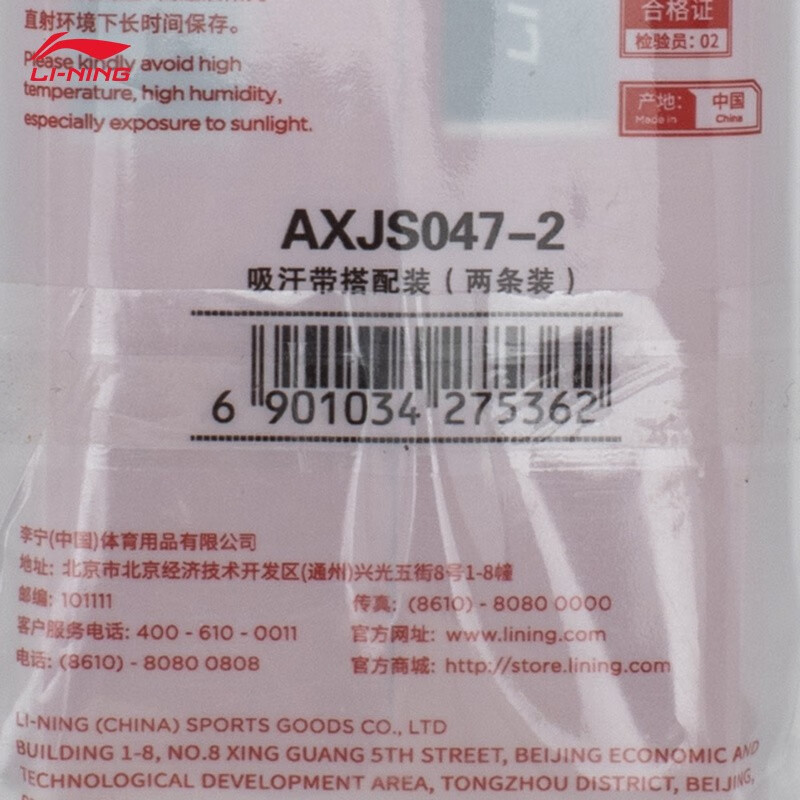 直射环境下长时间保存。
LI-NING
Please kindly avoid high
temperature, high humidity,
especially exposure to sunlight.
合格证
检验员：02
产地：
Made in
中国
China
AXJS047-2
吸汗带搭配装（两条装）
6 901034 275362
李宁(中国)体育用品有限公司
地址: 北京市北京经济技术开发区(通州)兴光五街8号1-8幢
邮编: 101111
传真: (8610) - 8080 0000
客户服务电话: 400 - 610 - 0011
官方网址: www.lining.com
电话: (8610) - 8080 0808
官方商城: http://store.lining.com
LI-NING (CHINA) SPORTS GOODS CO., LTD
BUILDING 1-8, NO.8 XING GUANG 5TH STREET, BEIJING ECONOMIC AND
TECHNOLOGICAL DEVELOPMENT AREA, TONGZHOU DISTRICT, BEIJING,